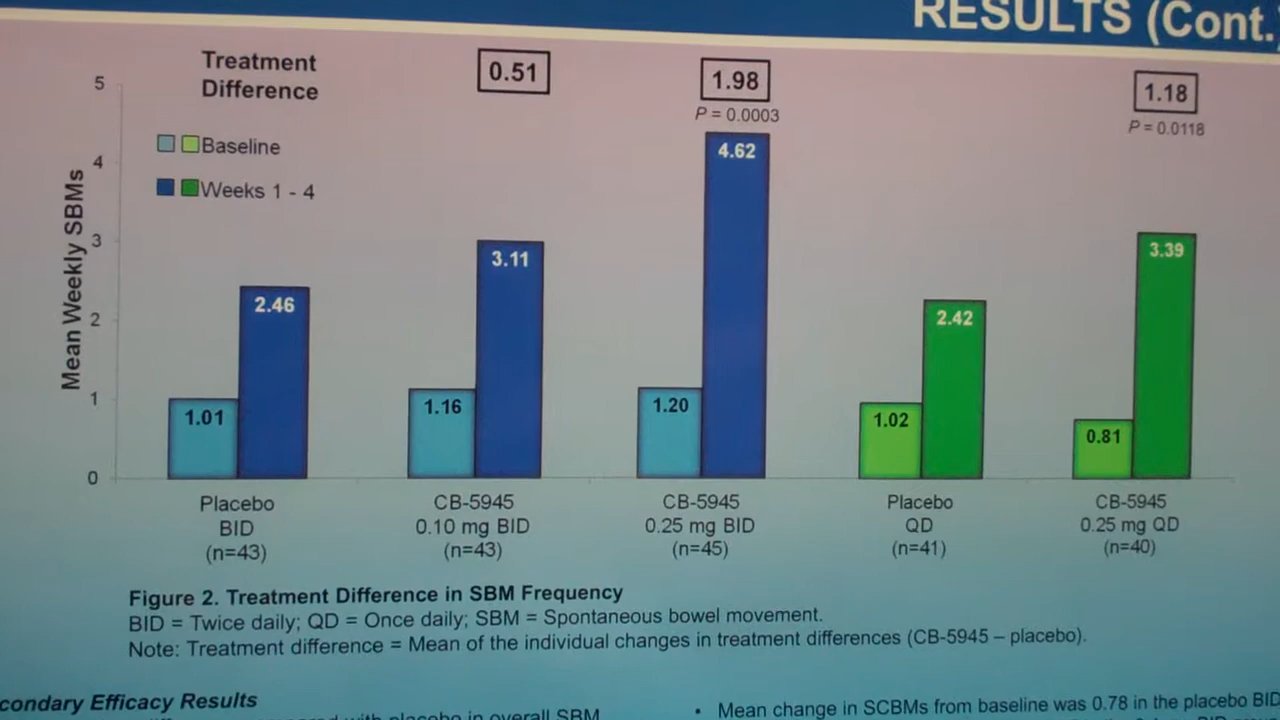 RESULTS (Cont.
Treatment
Difference
0.51
1.98
P = 0.0003
1.18
P = 0.0118
Baseline
Weeks 1 - 4
Mean Weekly SBMs
5
4
3
2
1
0
1.01
2.46
1.16
3.11
1.20
4.62
1.02
2.42
0.81
3.39
Placebo
BID
(n=43)
CB-5945
0.10 mg BID
(n=43)
CB-5945
0.25 mg BID
(n=45)
Placebo
QD
(n=41)
CB-5945
0.25 mg QD
(n=40)
Figure 2. Treatment Difference in SBM Frequency
BID = Twice daily; QD = Once daily; SBM = Spontaneous bowel movement.
Note: Treatment difference = Mean of the individual changes in treatment differences (CB-5945 – placebo).
condary Efficacy Results
with placebo in overall SBM
• Mean change in SCBMs from baseline was 0.78 in the placebo BID